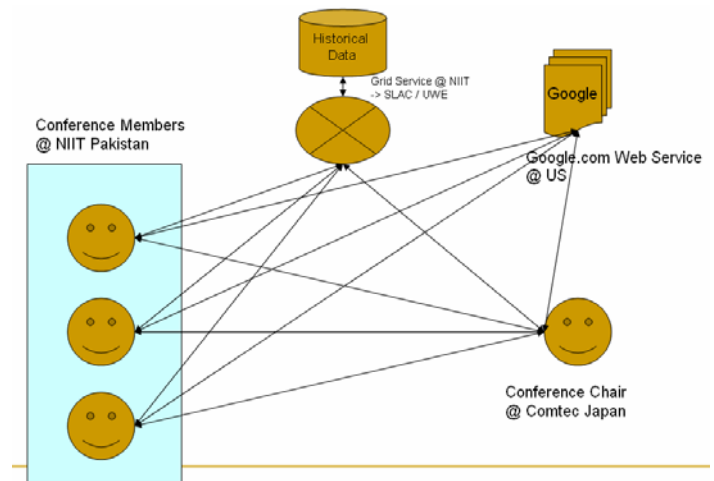 Historical
Data
Grid Service @ NIIT
-> SLAC / UWE
Google
Google.com Web Service
@ US
Conference Members
@ NIIT Pakistan
Conference Chair
@ Comtec Japan